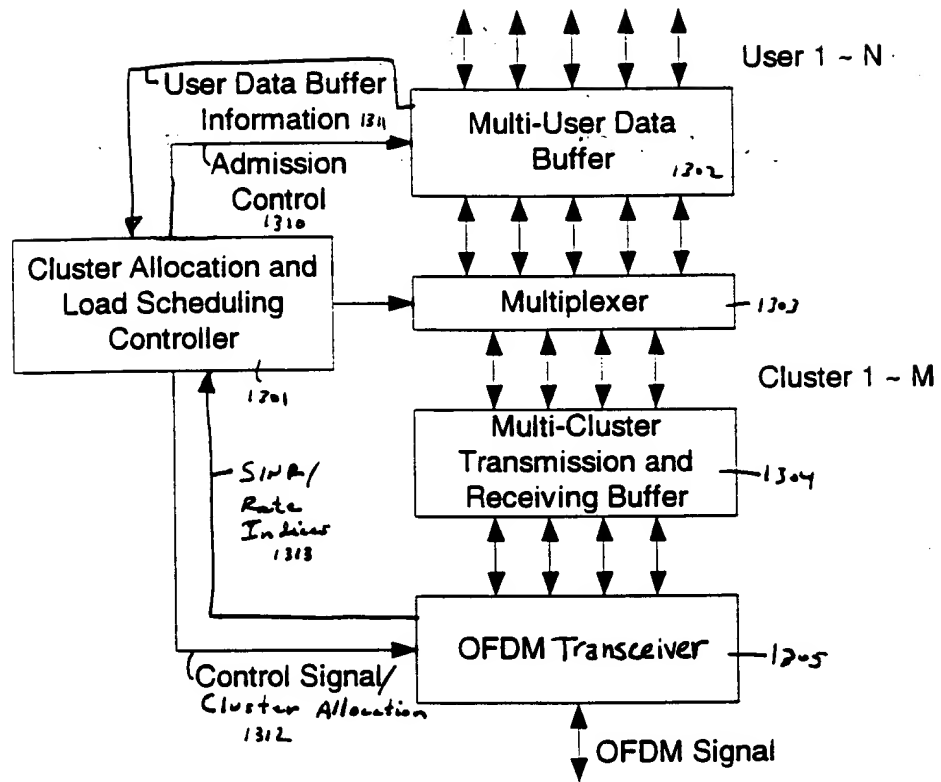 User 1 ~ N
User Data Buffer
Information 1311
Multi-User Data
Buffer
1302
Admission
Control
1310
Cluster Allocation and
Load Scheduling
Controller
1301
Multiplexer
1303
Cluster 1 ~ M
Multi-Cluster
Transmission and
Receiving Buffer
1304
SINR/
Rate
Indices
1313
OFDM Transceiver
1305
Control Signal/
Cluster Allocation
1312
OFDM Signal